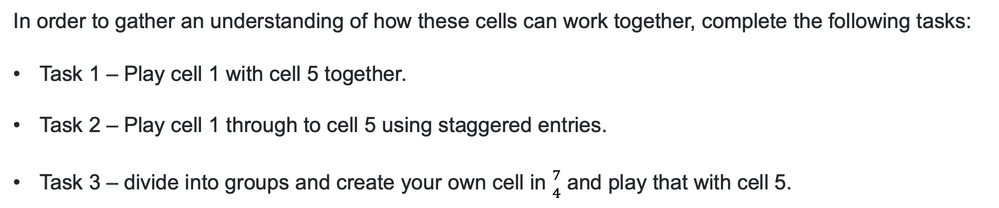 In order to gather an understanding of how these cells can work together, complete the following tasks:
• Task 1 – Play cell 1 with cell 5 together.
• Task 2 – Play cell 1 through to cell 5 using staggered entries.
• Task 3 – divide into groups and create your own cell in 7/4 and play that with cell 5.